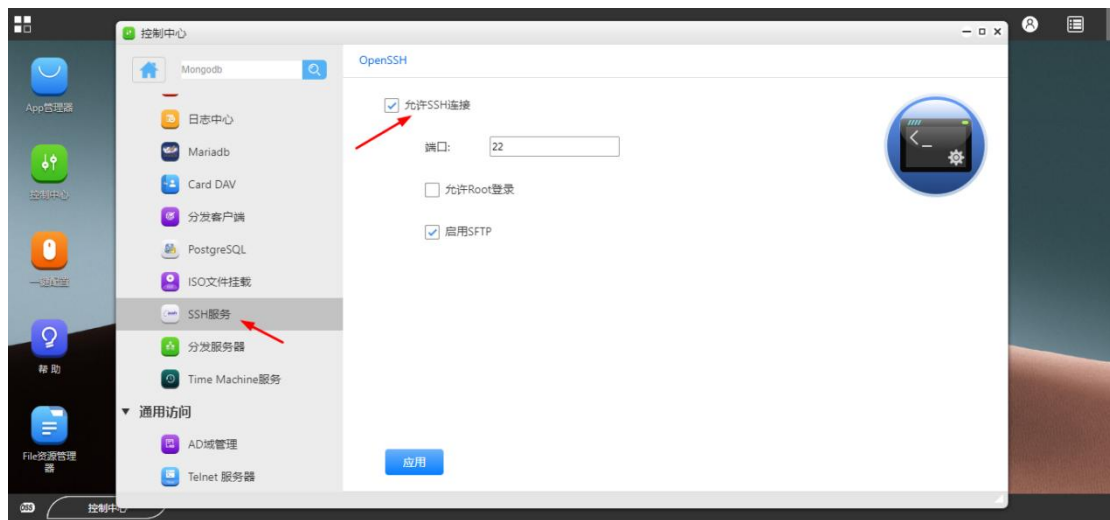 控制中心
Mongodb
OpenSSH
App管理器
控制中心
一键配置
帮助
File资源管理
器
日志中心
Mariadb
Card DAV
分发客户端
PostgreSQL
ISO文件挂载
SSH服务
分发服务器
Time Machine服务
通用访问
AD域管理
Telnet 服务器
允许SSH连接
端口: 22
允许Root登录
启用SFTP
应用
控制中心